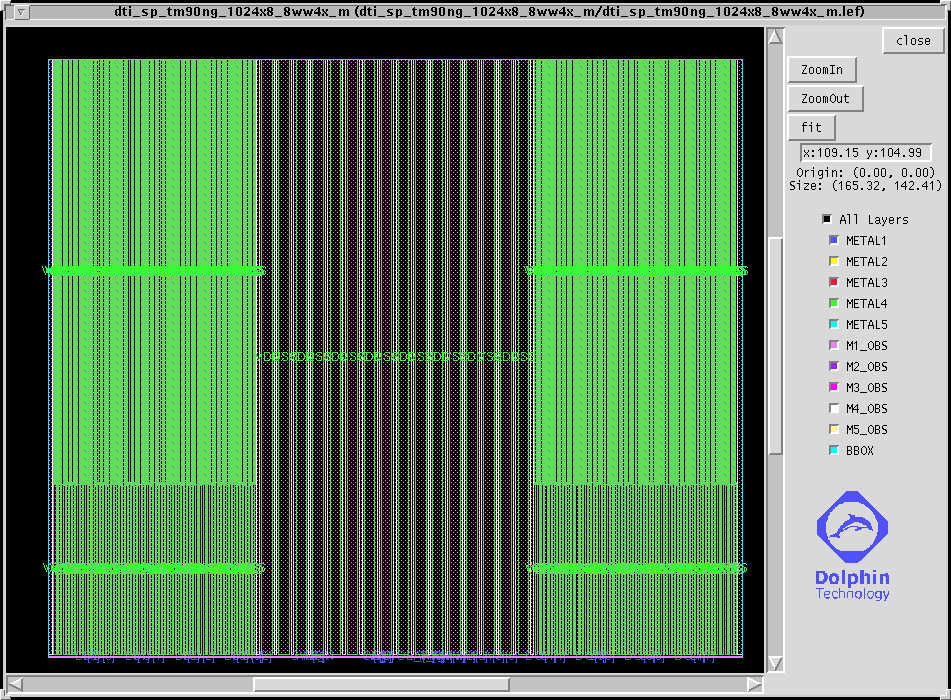 dti_sp_tm90ng_1024x8_8ww4x_m (dti_sp_tm90ng_1024x8_8ww4x_m/dti_sp_tm90ng_1024x8_8ww4x_m.lef)
close
ZoomIn
ZoomOut
fit
x:109.15 y:104.99
Origin: (0.00, 0.00)
Size: (165.32, 142.41)
All Layers
METAL1
METAL2
METAL3
METAL4
METAL5
M1_OBS
M2_OBS
M3_OBS
M4_OBS
M5_OBS
BBOX
Dolphin
Technology